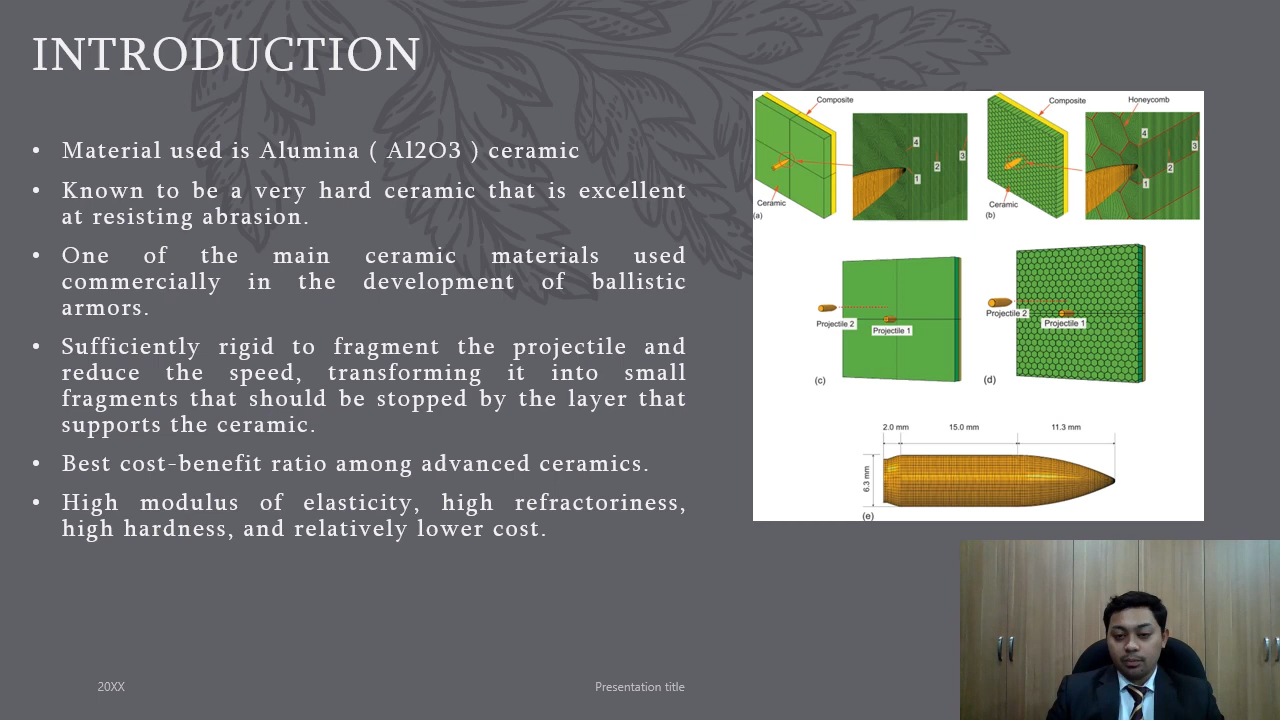 INTRODUCTION
• Material used is Alumina ( Al2O3 ) ceramic
• Known to be a very hard ceramic that is excellent
at resisting abrasion.
• One of the main ceramic materials used
commercially in the development of ballistic
armors.
• Sufficiently rigid to fragment the projectile and
reduce the speed, transforming it into small
fragments that should be stopped by the layer that
supports the ceramic.
• Best cost-benefit ratio among advanced ceramics.
• High modulus of elasticity, high refractoriness,
high hardness, and relatively lower cost.
Composite
4
3
2
1
Ceramic
(a)
Composite
Honeycomb
4
3
2
1
Ceramic
(b)
Projectile 2
Projectile 1
(c)
Projectile 2
Projectile 1
(d)
2.0 mm 15.0 mm 11.3 mm
6.3 mm
(e)
20XX
Presentation title